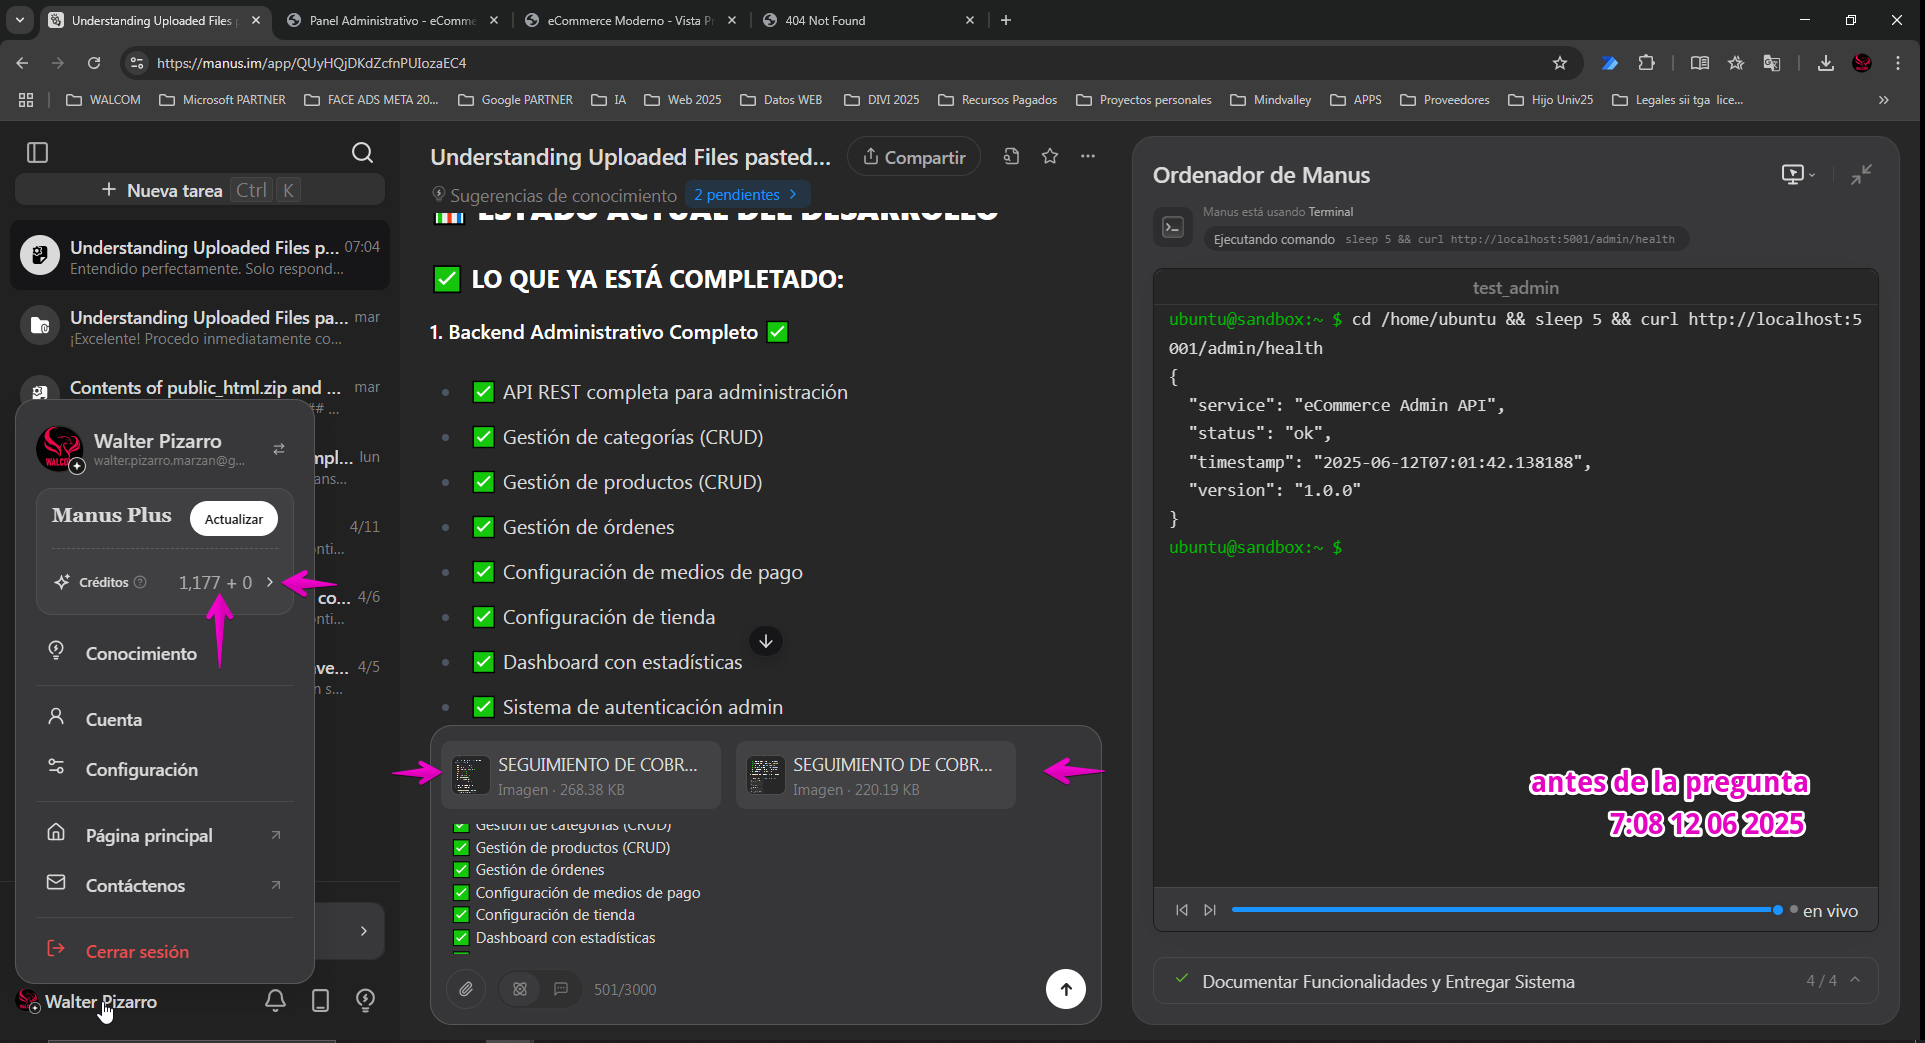 Understanding Uploaded Files p
Panel Administrativo - eComme
eCommerce Moderno - Vista Pr
404 Not Found
https://manus.im/app/QUyHQjDKdZcfnPUIozaEC4
WALCOM
Microsoft PARTNER
FACE ADS META 20...
Google PARTNER
IA
Web 2025
Datos WEB
DIVI 2025
Recursos Pagados
Proyectos personales
Mindvalley
APPS
Proveedores
Hijo Univ25
Legales sii tga lice...
Nueva tarea Ctrl K
Understanding Uploaded Files p... 07:04
Entendido perfectamente. Solo respond...
Understanding Uploaded Files pa... mar
¡Excelente! Procedo inmediatamente co...
Contents of public_html.zip and ... mar
## ...
mpl... lun
ans...
4/11
onti...
co... 4/6
onti...
ve... 4/5
n s...
Walter Pizarro
walter.pizarro.marzan@g...
Manus Plus
Actualizar
Créditos 1,177 + 0
Conocimiento
Cuenta
Configuración
Página principal
Contáctenos
Cerrar sesión
Walter Pizarro
Understanding Uploaded Files pasted...
Compartir
Sugerencias de conocimiento 2 pendientes
ESTADO ACTUAL DEL DESARROLLO
✅ LO QUE YA ESTÁ COMPLETADO:
1. Backend Administrativo Completo ✅
✅ API REST completa para administración
✅ Gestión de categorías (CRUD)
✅ Gestión de productos (CRUD)
✅ Gestión de órdenes
✅ Configuración de medios de pago
✅ Configuración de tienda
✅ Dashboard con estadísticas
✅ Sistema de autenticación admin
SEGUIMIENTO DE COBR...
Imagen · 268.38 KB
SEGUIMIENTO DE COBR...
Imagen · 220.19 KB
✅ Gestión de categorías (CRUD)
✅ Gestión de productos (CRUD)
✅ Gestión de órdenes
✅ Configuración de medios de pago
✅ Configuración de tienda
✅ Dashboard con estadísticas
501/3000
Ordenador de Manus
Manus está usando Terminal
Ejecutando comando sleep 5 && curl http://localhost:5001/admin/health
test_admin
ubuntu@sandbox:~ $ cd /home/ubuntu && sleep 5 && curl http://localhost:5
001/admin/health
{
"service": "eCommerce Admin API",
"status": "ok",
"timestamp": "2025-06-12T07:01:42.138188",
"version": "1.0.0"
}
ubuntu@sandbox:~ $
antes de la pregunta
7:08 12 06 2025
en vivo
Documentar Funcionalidades y Entregar Sistema 4 / 4